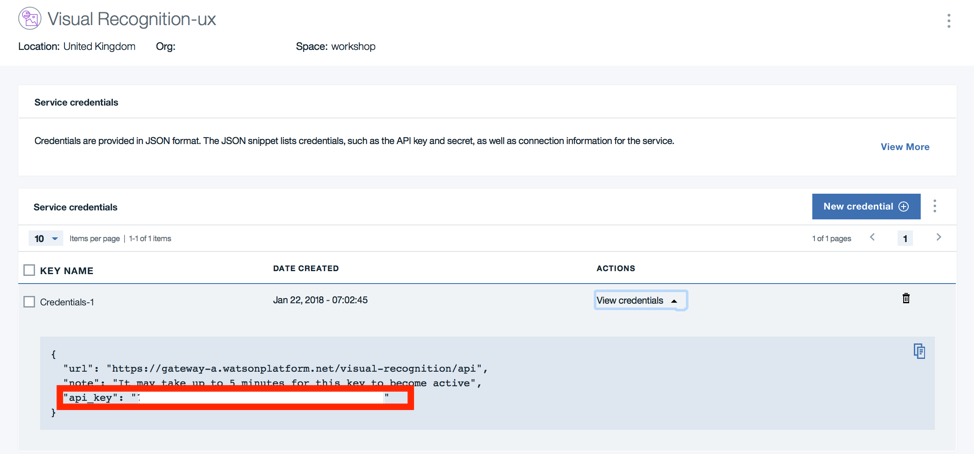 Visual Recognition-ux
Location: United Kingdom Org: Space: workshop
Service credentials
Credentials are provided in JSON format. The JSON snippet lists credentials, such as the API key and secret, as well as connection information for the service.
View More
Service credentials
New credential
10 Items per page | 1-1 of 1 items
1 of 1 pages 1
KEY NAME DATE CREATED ACTIONS
Credentials-1 Jan 22, 2018 - 07:02:45 View credentials
{
"url": "https://gateway-a.watsonplatform.net/visual-recognition/api",
"note": "It may take up to 5 minutes for this key to become active",
"api_key": " "
}